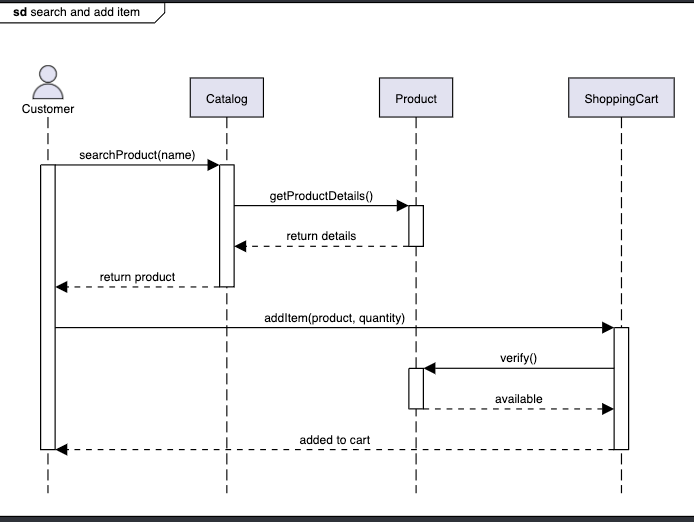 sd search and add item
Customer
Catalog
Product
ShoppingCart
searchProduct(name)
getProductDetails()
return details
return product
addItem(product, quantity)
verify()
available
added to cart